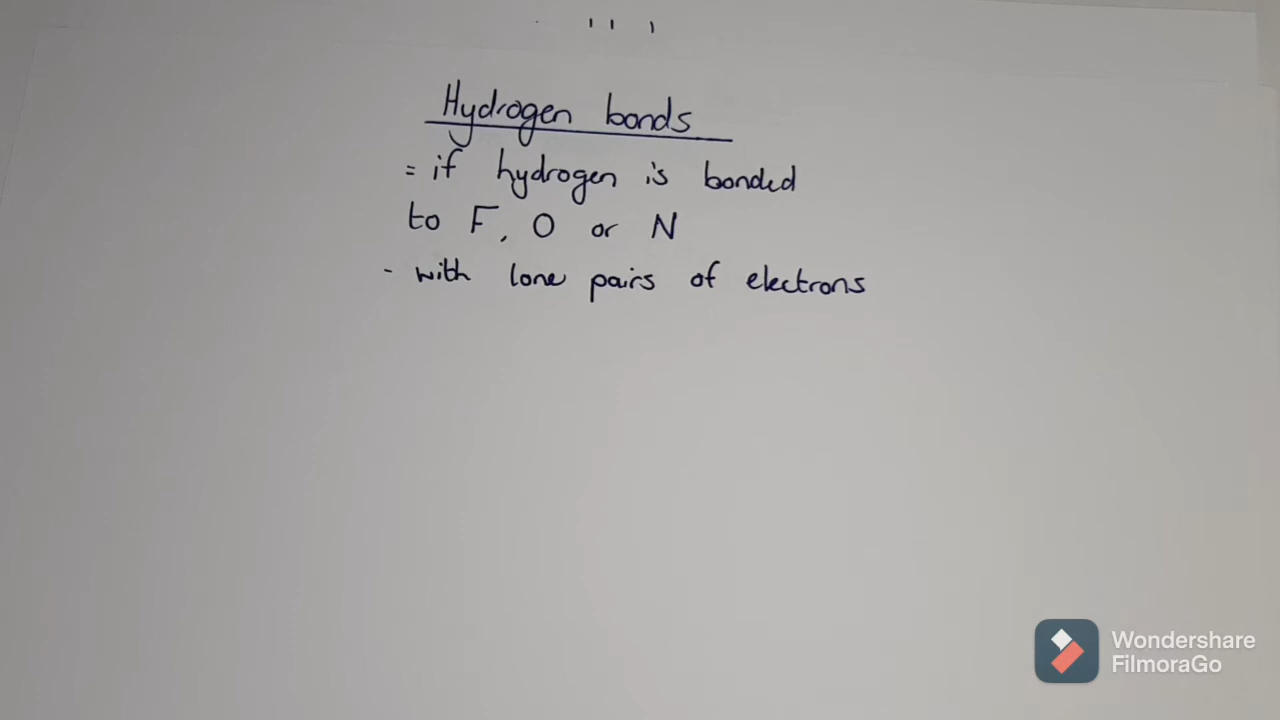 Hydrogen bonds
= if hydrogen is bonded
to F, O or N
- with lone pairs of electrons
Wondershare
FilmoraGo